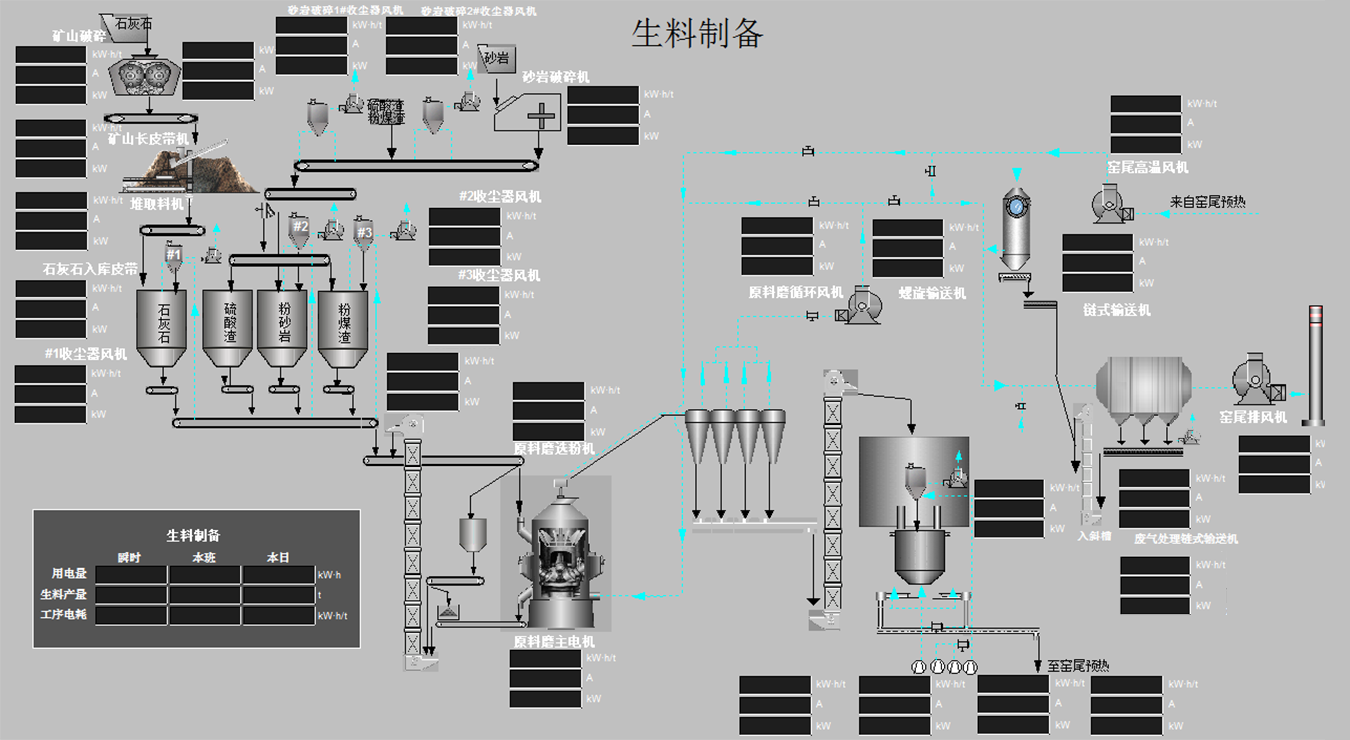 生料制备
砂岩破碎1#收尘器风机
砂岩破碎2#收尘器风机
石灰石
矿山破碎
kW·h/t
A
kW
kW
A
kW
kW·h/t
A
kW
kW·h/t
A
kW
砂岩
砂岩破碎机
kW·h/t
A
kW
硫酸渣
粉煤渣
kW·h/t
A
kW
矿山长皮带机
kW·h/t
A
kW
堆取料机
kW·h/t
A
kW
窑尾高温风机
来自窑尾预热
#2收尘器风机
kW·h/t
A
kW
#1
#2
#3
石灰石入库皮带
kW·h/t
A
kW
#3收尘器风机
kW·h/t
A
kW
kW·h/t
A
kW
原料磨循环风机
kW·h/t
A
kW
螺旋输送机
kW·h/t
A
kW
链式输送机
石灰石
硫酸渣
粉砂岩
粉煤渣
#1收尘器风机
kW·h/t
A
kW
kW·h/t
A
kW
kW·h/t
A
kW
原料磨选粉机
窑尾排风机
kW
A
kW
kW·h/t
A
kW
kW·h/t
A
kW
入斜槽
废气处理链式输送机
kW·h/t
A
kW
生料制备
瞬时 本班 本日
用电量 kW·h
生料产量 t
工序电耗 kW·h/t
原料磨主电机
kW·h/t
A
kW
至窑尾预热
kW·h/t
A
kW
kW·h/t
A
kW
kW·h/t
A
kW
kW·h/t
A
kW